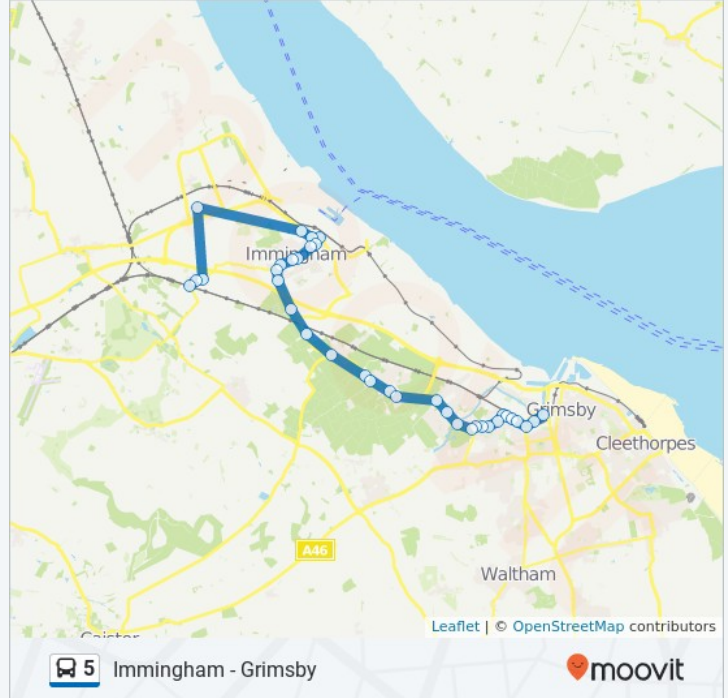 Immingham
Grimsby
Cleethorpes
A46
Waltham
Caistor
Leaflet | © OpenStreetMap contributors
5 Immingham - Grimsby
moovit